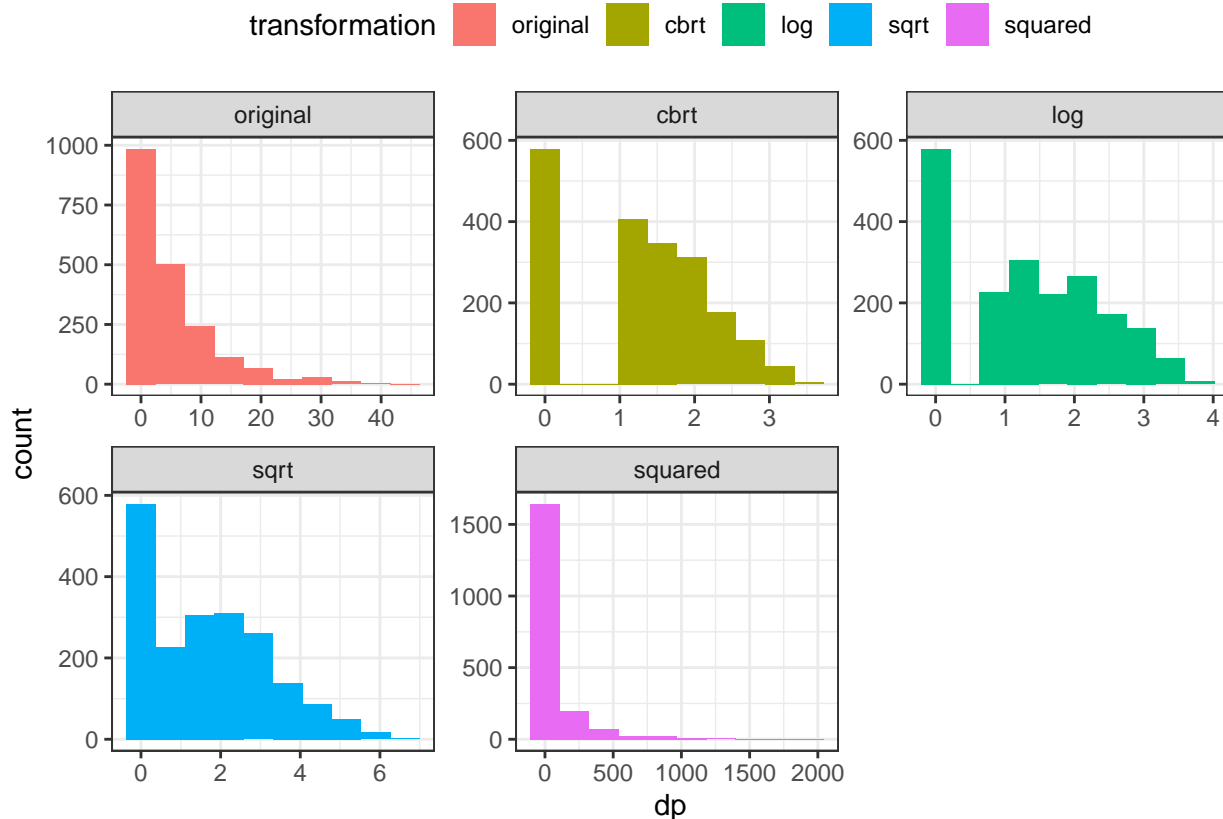 transformation original cbrt log sqrt squared
original
cbrt
log
1000
750
500
250
0
0 10 20 30 40
600
400
200
0
0 1 2 3
600
400
200
0
0 1 2 3 4
count
sqrt
squared
600
400
200
0
0 2 4 6
1500
1000
500
0
0 500 1000 1500 2000
dp